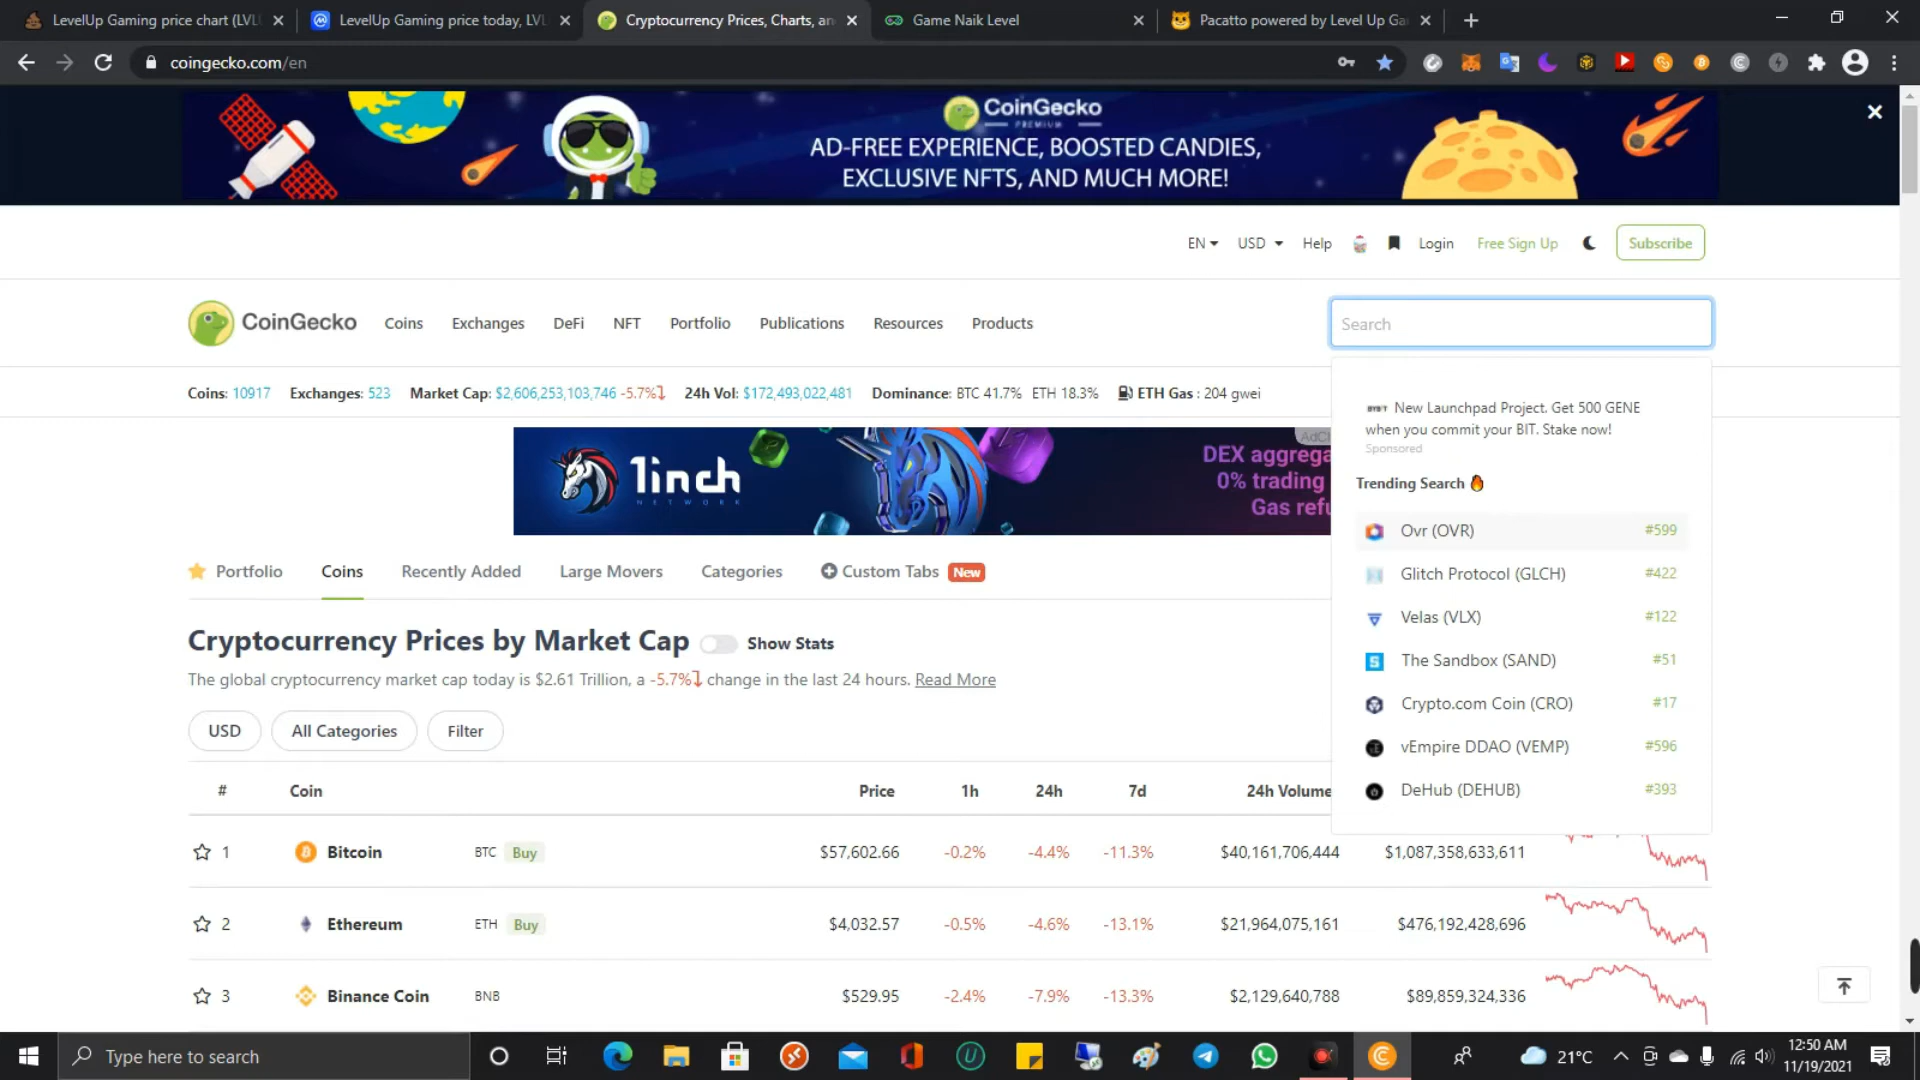 LevelUp Gaming price chart (LVLU
LevelUp Gaming price today, LVL
Cryptocurrency Prices, Charts, an
Game Naik Level
Pacatto powered by Level Up Ga
coingecko.com/en
CoinGecko
PREMIUM
AD-FREE EXPERIENCE, BOOSTED CANDIES,
EXCLUSIVE NFTS, AND MUCH MORE!
EN USD Help Login Free Sign Up Subscribe
CoinGecko Coins Exchanges DeFi NFT Portfolio Publications Resources Products Search
Coins: 10917 Exchanges: 523 Market Cap: $2,606,253,103,746 -5.7% 24h Vol: $172,493,022,481 Dominance: BTC 41.7% ETH 18.3% ETH Gas : 204 gwei
BYBIT New Launchpad Project. Get 500 GENE
when you commit your BIT. Stake now!
Sponsored
1inch
NETWORK
DEX aggrega
0% trading
Gas refu
Trending Search
Ovr (OVR) #599
Glitch Protocol (GLCH) #422
Velas (VLX) #122
The Sandbox (SAND) #51
Crypto.com Coin (CRO) #17
vEmpire DDAO (VEMP) #596
DeHub (DEHUB) #393
Portfolio Coins Recently Added Large Movers Categories Custom Tabs New
Cryptocurrency Prices by Market Cap Show Stats
The global cryptocurrency market cap today is $2.61 Trillion, a -5.7% change in the last 24 hours. Read More
USD All Categories Filter
# Coin Price 1h 24h 7d 24h Volume
1 Bitcoin BTC Buy $57,602.66 -0.2% -4.4% -11.3% $40,161,706,444 $1,087,358,633,611
2 Ethereum ETH Buy $4,032.57 -0.5% -4.6% -13.1% $21,964,075,161 $476,192,428,696
3 Binance Coin BNB $529.95 -2.4% -7.9% -13.3% $2,129,640,788 $89,859,324,336
Type here to search
21°C
12:50 AM
11/19/2021